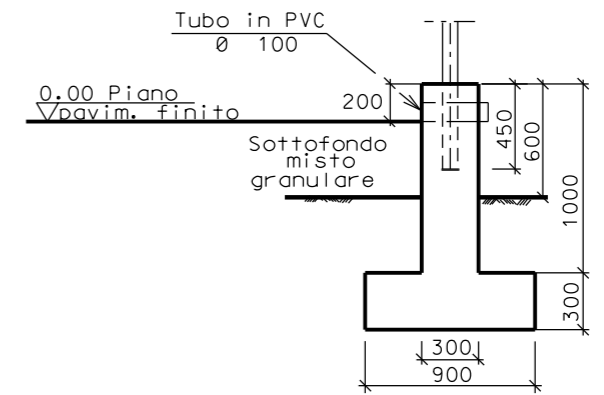 Tubo in PVC
Ø 100
0.00 Piano
pavim. finito
200
Sottofondo
misto
granulare
450
600
1000
300
300
900